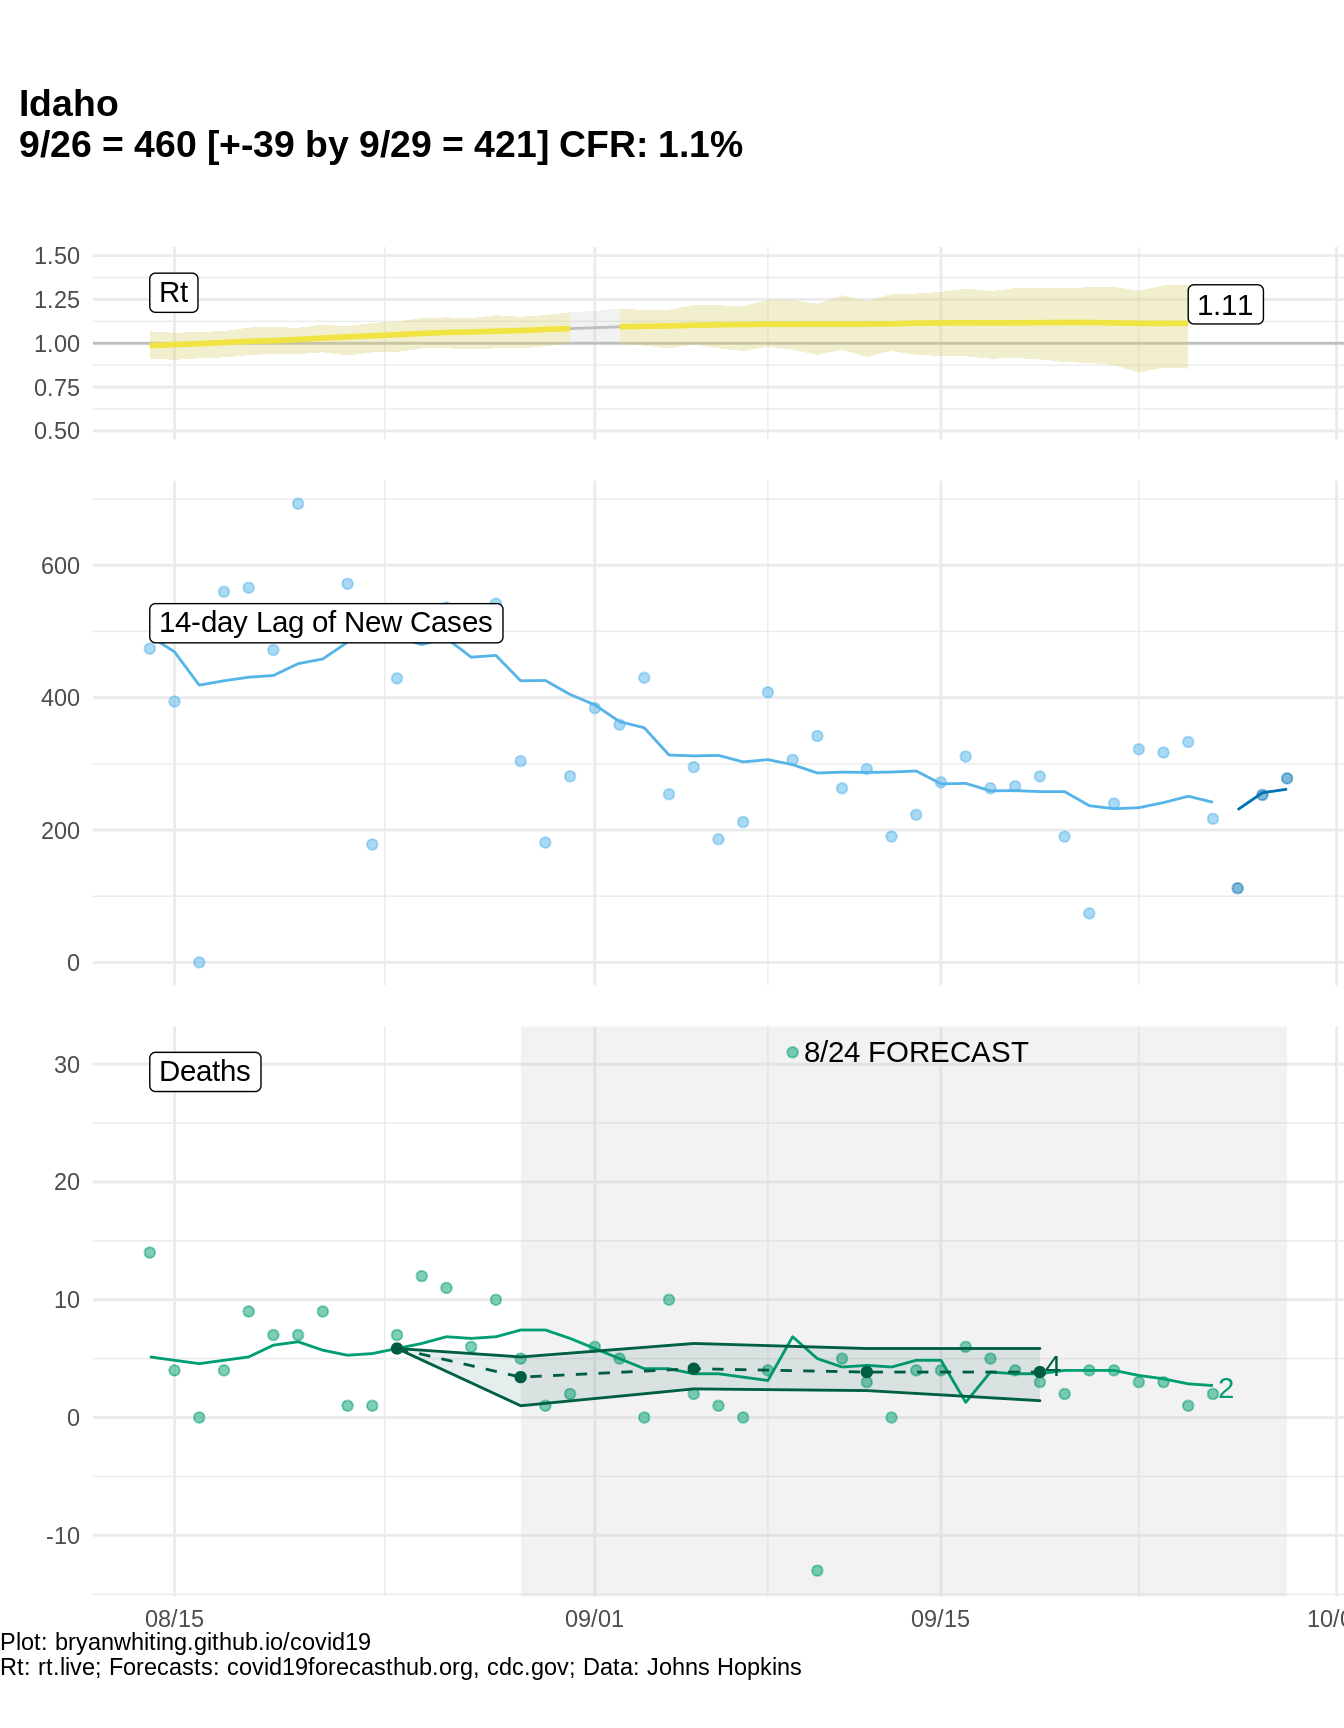 Idaho
9/26 = 460 [+-39 by 9/29 = 421] CFR: 1.1%
1.50
1.25
1.00
0.75
0.50
Rt
1.11
600
400
200
0
14-day Lag of New Cases
30
20
10
0
-10
Deaths
8/24 FORECAST
4
2
08/15 09/01 09/15
Plot: bryanwhiting.github.io/covid19
Rt: rt.live; Forecasts: covid19forecasthub.org, cdc.gov; Data: Johns Hopkins